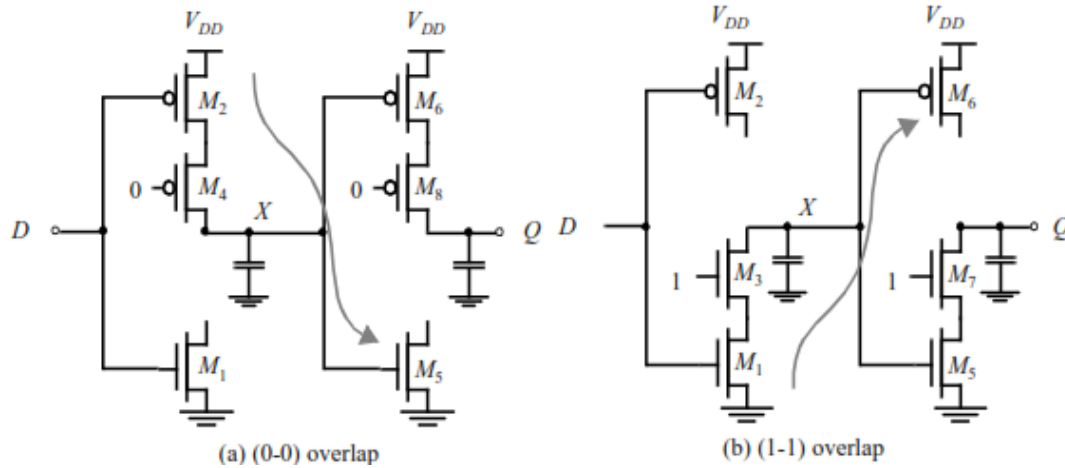 V_DD V_DD V_DD V_DD
M_2 M_6 M_2 M_6
0 M_4 0 M_8
D X Q D X Q
1 M_3 1 M_7
M_1 M_5 M_1 M_5
(a) (0-0) overlap (b) (1-1) overlap